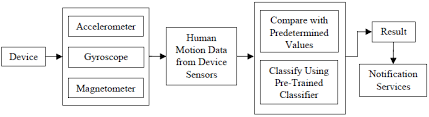 Device
Accelerometer
Gyroscope
Magnetometer
Human
Motion Data
from Device
Sensors
Compare with
Predetermined
Values
Classify Using
Pre-Trained
Classifier
Result
Notification
Services